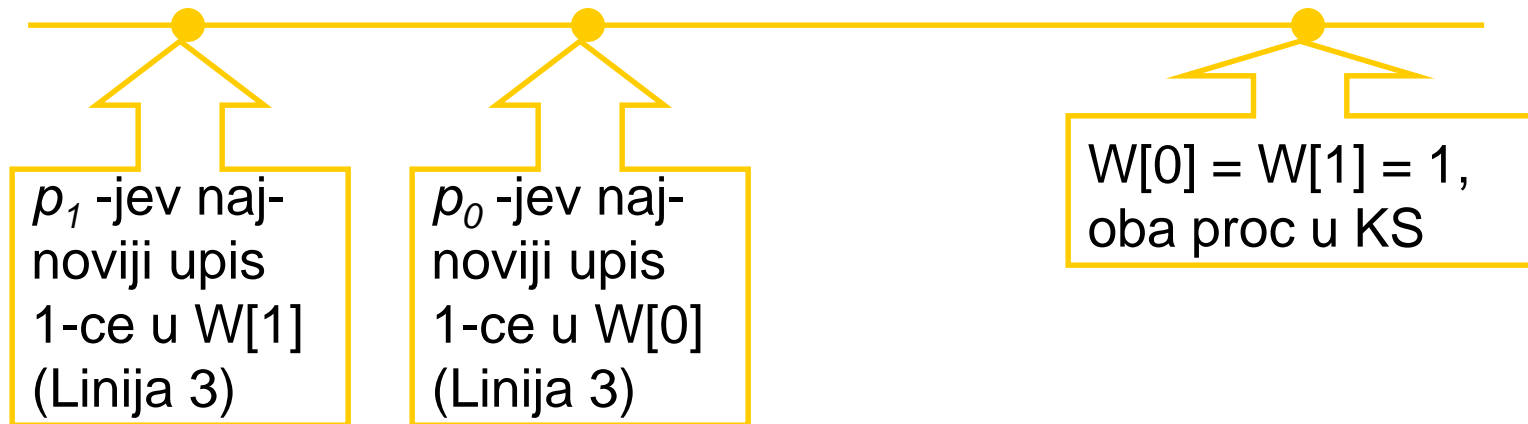 p1 -jev naj-
noviji upis
1-ce u W[1]
(Linija 3)
p0 -jev naj-
noviji upis
1-ce u W[0]
(Linija 3)
W[0] = W[1] = 1,
oba proc u KS